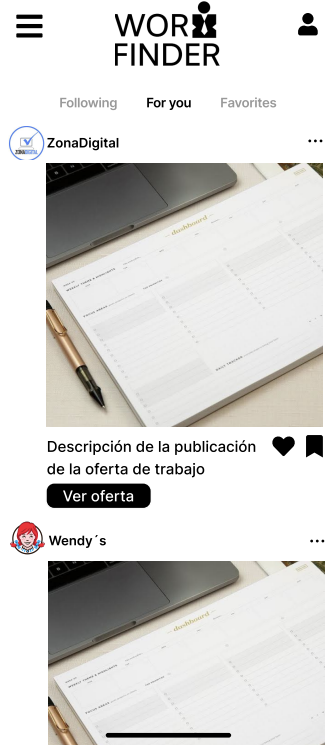 WORK
FINDER
Following For you Favorites
ZonaDigital
dashboard
Descripción de la publicación
de la oferta de trabajo
Ver oferta
Wendy´s
dashboard